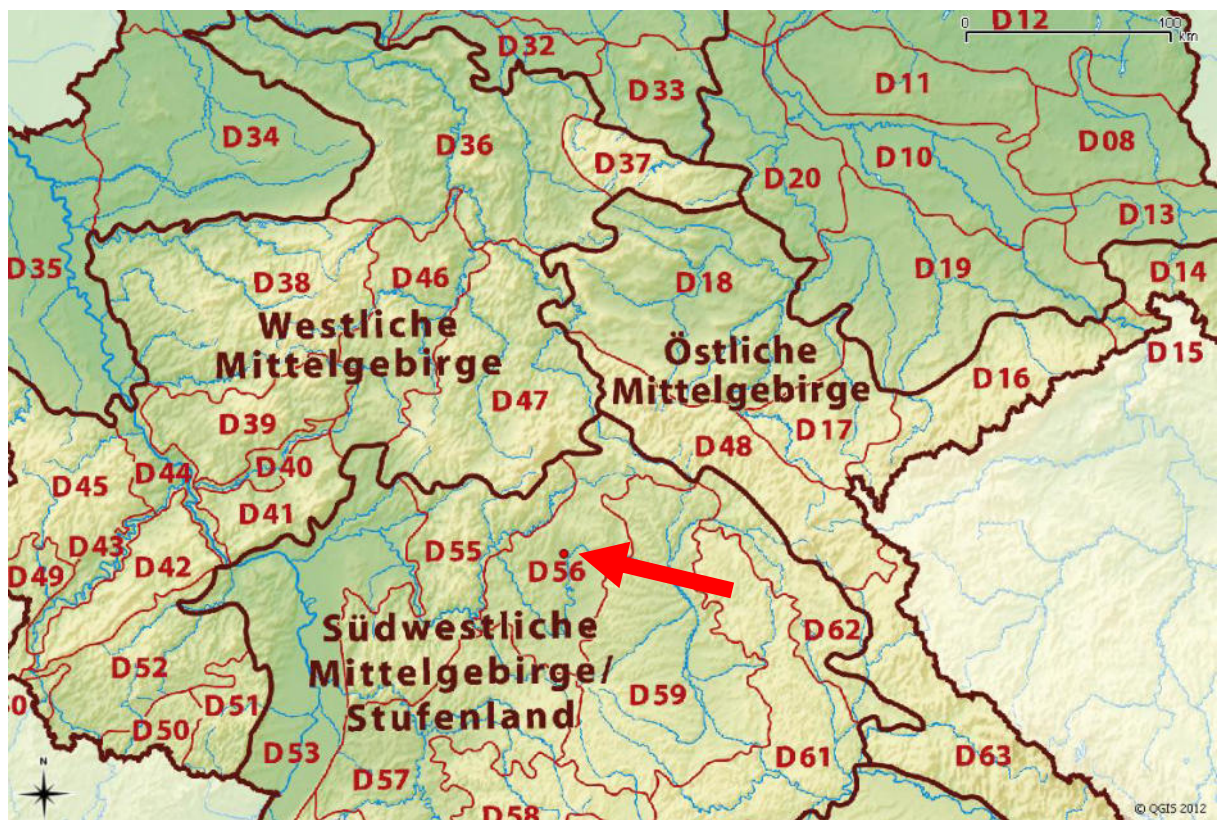 D12
0 100
km
D32
D33
D11
D34
D36
D37
D20
D10
D08
D13
D35
D38
D46
D18
D19
D14
Westliche
Mittelgebirge
Östliche
Mittelgebirge
D15
D16
D39
D47
D17
D44
D40
D48
D45
D41
D43
D42
D55
D49
D56
Südwestliche
Mittelgebirge/
Stufenland
D62
D52
D51
D50
D59
D53
D57
D61
D63
D58
N
© QGIS 2012